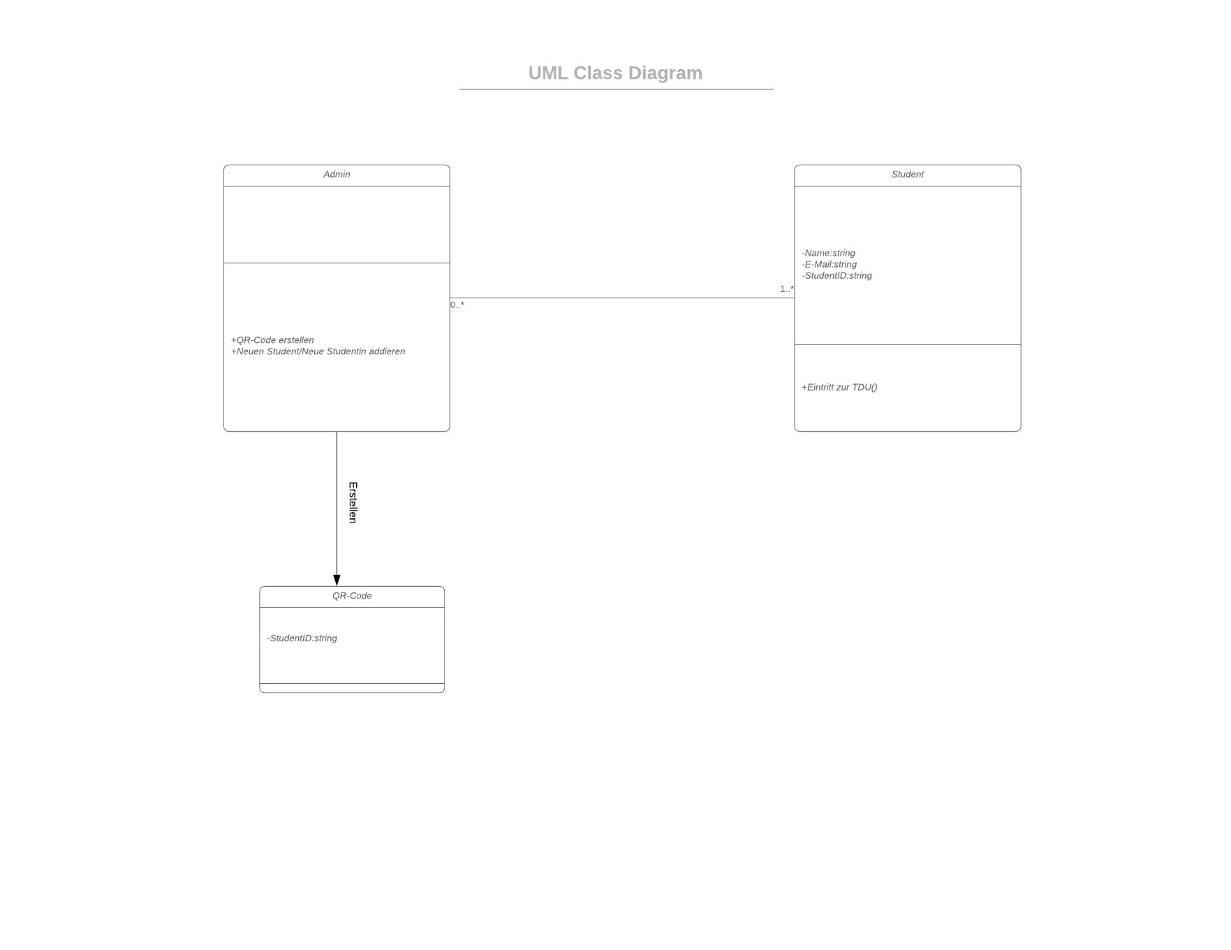 UML Class Diagram
Admin
+QR-Code erstellen
+Neuen Student/Neue Studentin addieren
0..*
1..*
Student
-Name:string
-E-Mail:string
-StudentID:string
+Eintritt zur TDU()
Erstellen
QR-Code
-StudentID:string